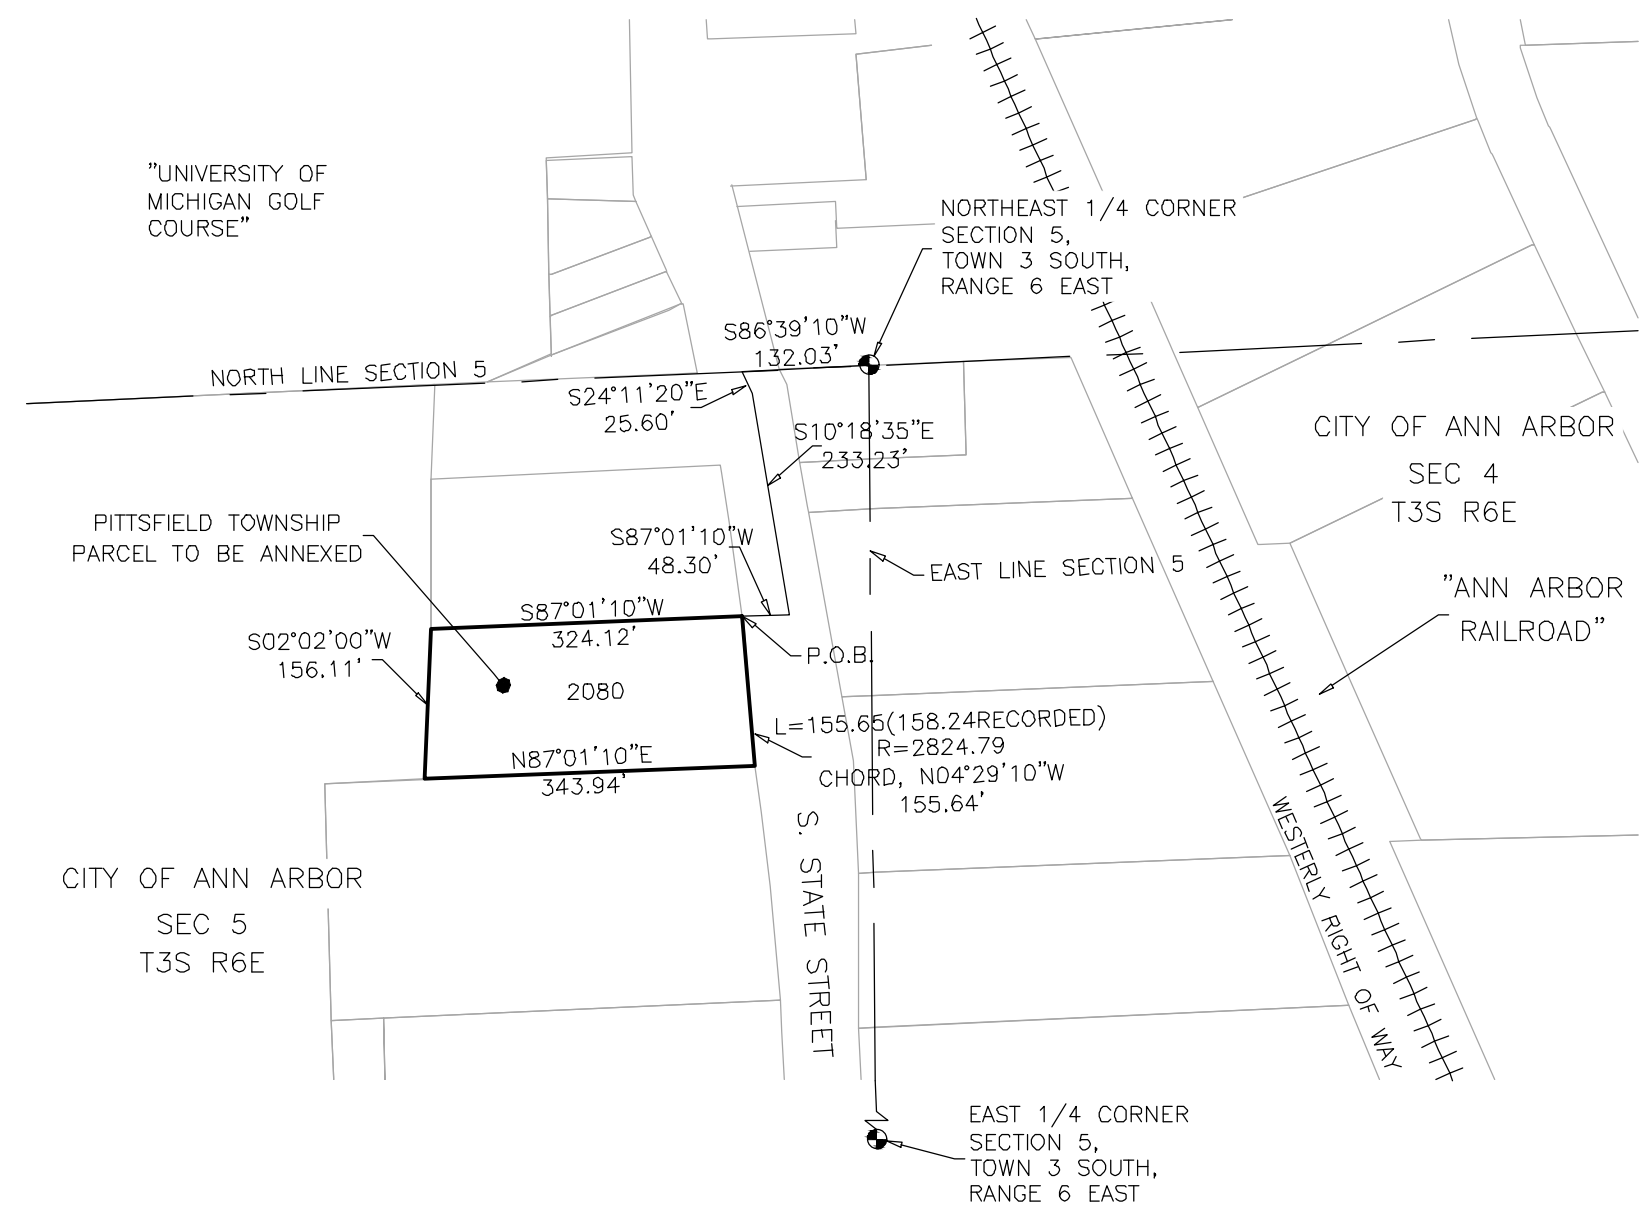 "UNIVERSITY OF
MICHIGAN GOLF
COURSE"
NORTHEAST 1/4 CORNER
SECTION 5,
TOWN 3 SOUTH,
RANGE 6 EAST
S86°39'10"W
132.03'
NORTH LINE SECTION 5
S24°11'20"E
25.60'
S10°18'35"E
233.23'
CITY OF ANN ARBOR
SEC 4
T3S R6E
PITTSFIELD TOWNSHIP
PARCEL TO BE ANNEXED
S87°01'10"W
48.30'
EAST LINE SECTION 5
"ANN ARBOR
RAILROAD"
S87°01'10"W
324.12'
S02°02'00"W
156.11'
P.O.B.
2080
L=155.65(158.24RECORDED)
R=2824.79
CHORD, N04°29'10"W
155.64'
N87°01'10"E
343.94'
S. STATE STREET
WESTERLY RIGHT OF WAY
CITY OF ANN ARBOR
SEC 5
T3S R6E
EAST 1/4 CORNER
SECTION 5,
TOWN 3 SOUTH,
RANGE 6 EAST